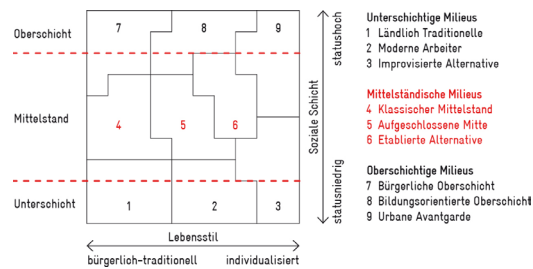 Oberschicht
Mittelstand
Unterschicht
7
8
9
4
5
6
1
2
3
statushoch
Soziale Schicht
statusniedrig
Lebensstil
bürgerlich-traditionell
individualisiert
Unterschichtige Milieus
1 Ländlich Traditionelle
2 Moderne Arbeiter
3 Improvisierte Alternative
Mittelständische Milieus
4 Klassischer Mittelstand
5 Aufgeschlossene Mitte
6 Etablierte Alternative
Oberschichtige Milieus
7 Bürgerliche Oberschicht
8 Bildungsorientierte Oberschicht
9 Urbane Avantgarde